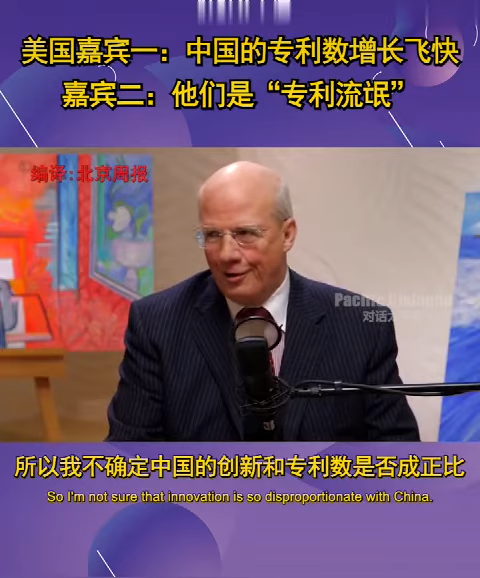 美国嘉宾一：中国的专利数增长飞快
嘉宾二：他们是“专利流氓”
编译:北京周报
Pacific
对话
所以我不确定中国的创新和专利数是否成正比
So I'm not sure that innovation is so disproportionate with China.